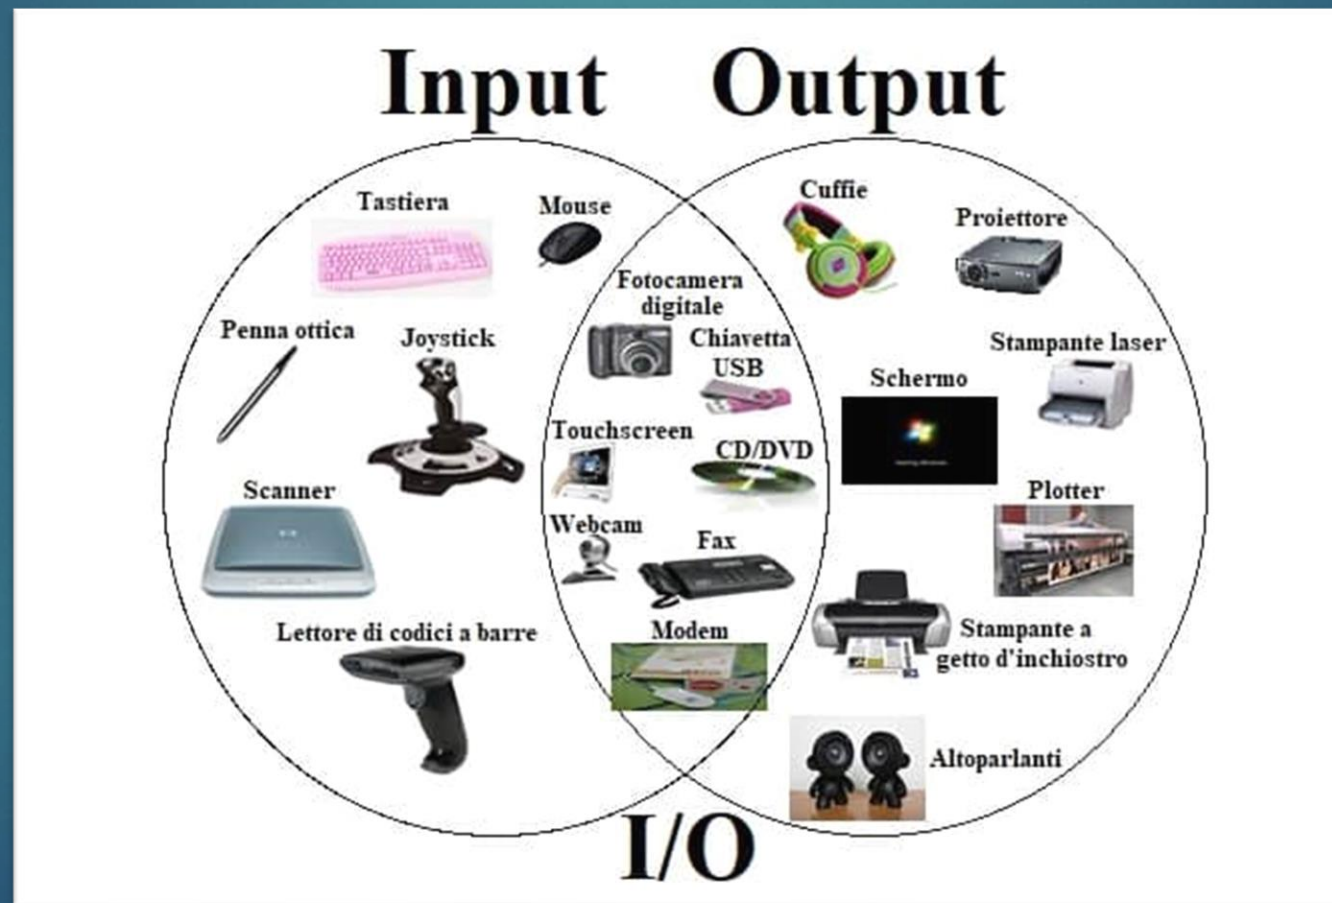 Input
Output
Tastiera
Mouse
Penna ottica
Joystick
Scanner
Lettore di codici a barre
Fotocamera
digitale
Chiavetta
USB
Touchscreen
CD/DVD
Webcam
Fax
Modem
Cuffie
Proiettore
Stampante laser
Schermo
Plotter
Stampante a
getto d'inchiostro
Altoparlanti
I/O